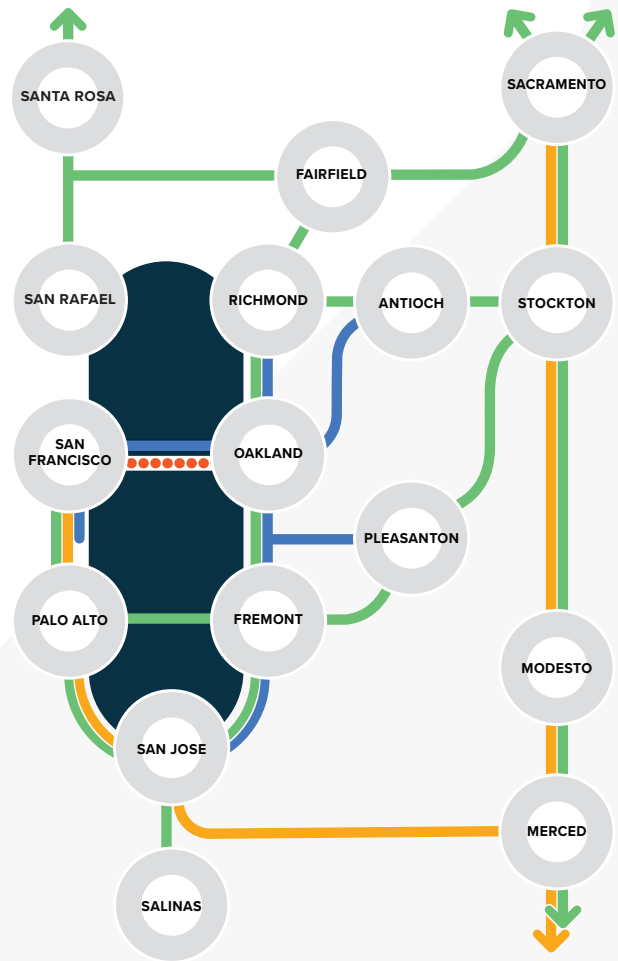 SACRAMENTO
SANTA ROSA
FAIRFIELD
SAN RAFAEL
RICHMOND
ANTIOCH
STOCKTON
SAN
FRANCISCO
OAKLAND
PLEASANTON
PALO ALTO
FREMONT
MODESTO
SAN JOSE
MERCED
SALINAS